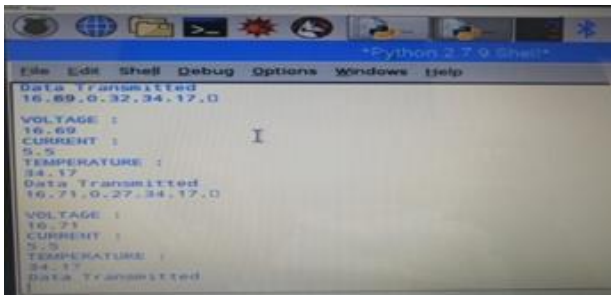 *Python 2.7.9 Shell*
File Edit Shell Debug Options Windows Help
Data Transmitted
16.69,0.32,34.17,▯
VOLTAGE :
16.69
CURRENT :
5.5
TEMPERATURE :
34.17
Data Transmitted
16.71,0.27,34.17,▯
VOLTAGE :
16.71
CURRENT :
5.5
TEMPERATURE :
34.17
Data Transmitted